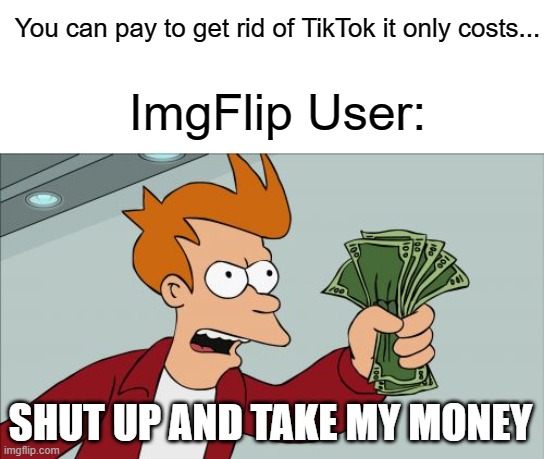 You can pay to get rid of TikTok it only costs...
ImgFlip User:
SHUT UP AND TAKE MY MONEY
imgflip.com